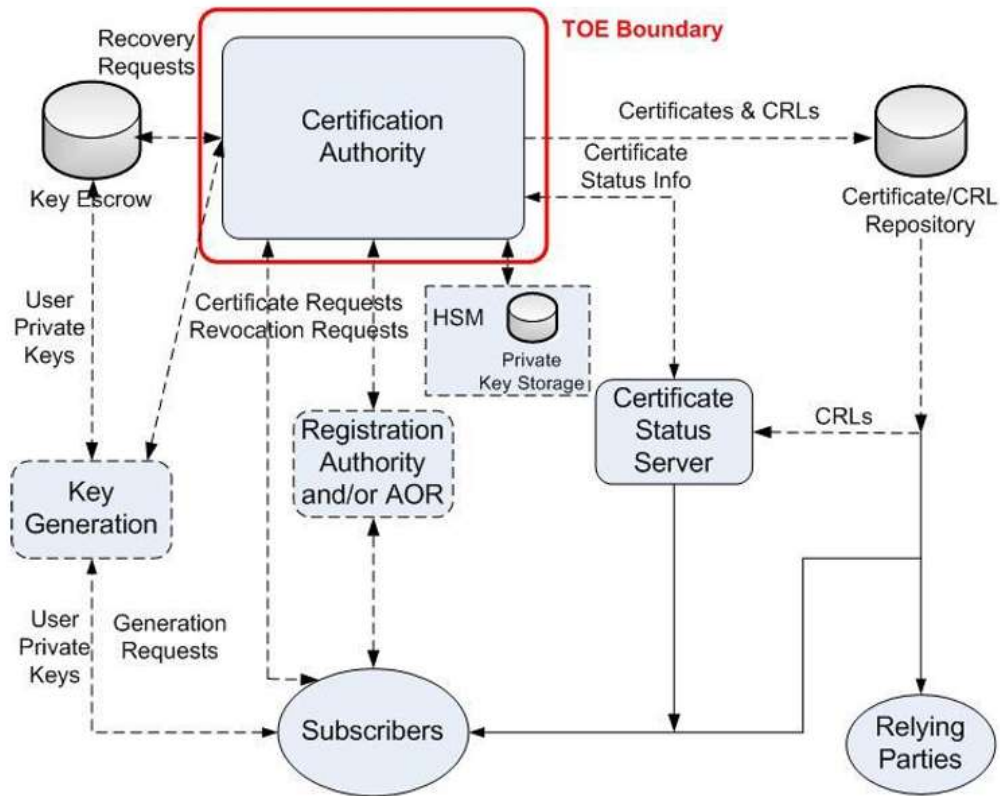 TOE Boundary
Recovery
Requests
Certification
Authority
Certificates & CRLs
Certificate
Status Info
Key Escrow
Certificate/CRL
Repository
User
Private
Keys
Certificate Requests
Revocation Requests
HSM
Private
Key Storage
Certificate
Status
Server
CRLs
Registration
Authority
and/or AOR
Key
Generation
User
Private
Keys
Generation
Requests
Subscribers
Relying
Parties